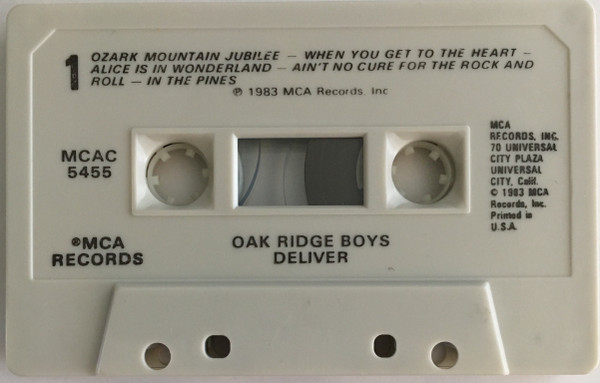 1
OZARK MOUNTAIN JUBILEE – WHEN YOU GET TO THE HEART –
ALICE IS IN WONDERLAND – AIN'T NO CURE FOR THE ROCK AND
ROLL – IN THE PINES
℗ 1983 MCA Records, Inc
MCAC
5455
MCA
RECORDS, INC.
70 UNIVERSAL
CITY PLAZA
UNIVERSAL
CITY, Calif.
© 1983 MCA
Records, Inc.
Printed in
U.S.A.
®MCA
RECORDS
OAK RIDGE BOYS
DELIVER